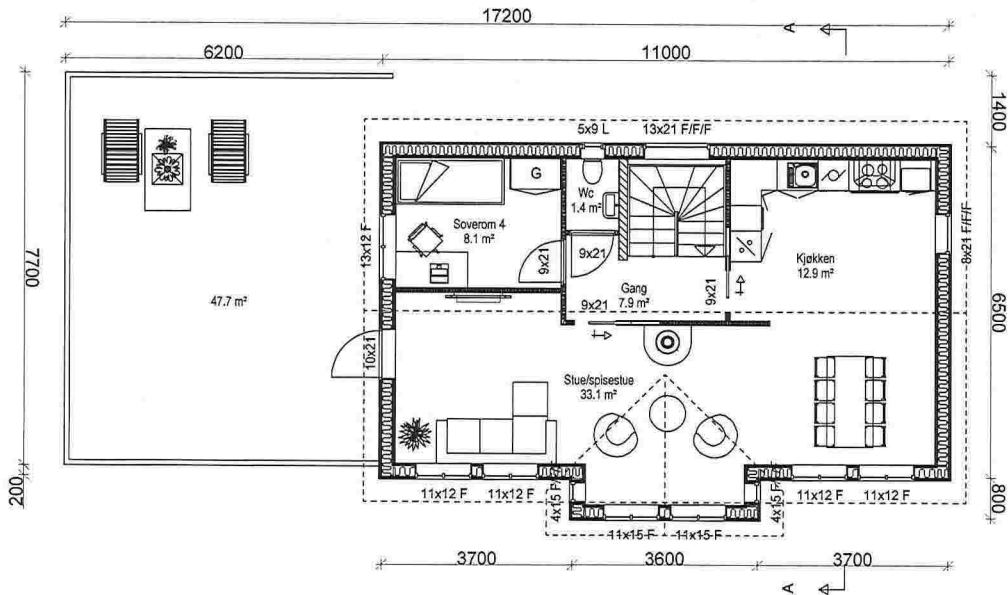 17200
A
6200
11000
1400
5x9 L
13x21 F/F/F
G
Wc
1.4 m²
Soverom 4
8.1 m²
13x12 F
9x21
9x21
Kjøkken
12.9 m²
8x21 F/F/F
7700
47.7 m²
Gang
7.9 m²
9x21
6500
9x21
10x21
Stue/spisestue
33.1 m²
200
11x12 F
11x12 F
4x15 F
4x15 F
11x12 F
11x12 F
800
11x15 F
11x15 F
3700
3600
3700
A